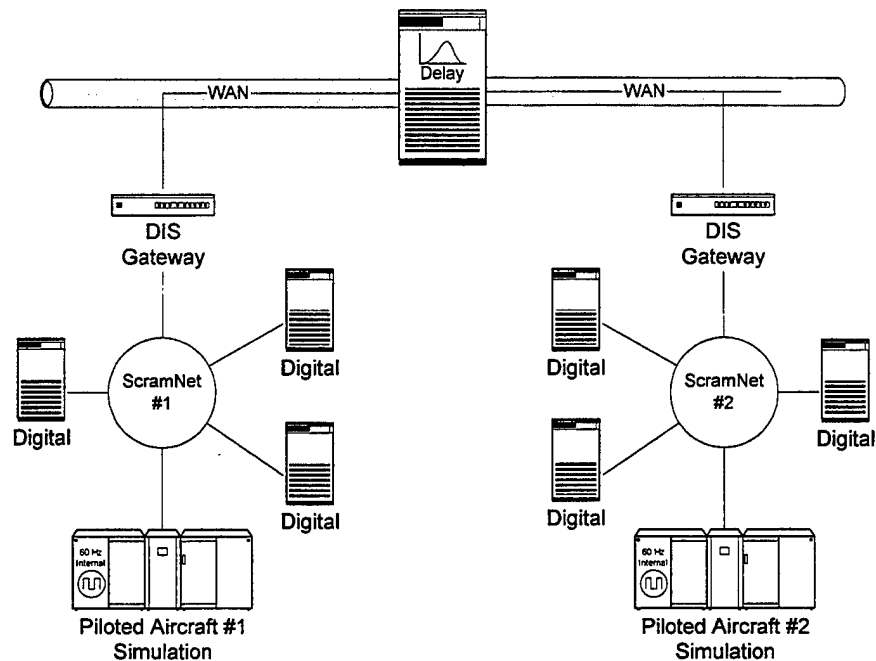 Delay
WAN
WAN
DIS
Gateway
DIS
Gateway
Digital
Digital
ScramNet
#1
ScramNet
#2
Digital
Digital
Digital
Digital
60 Hz
Internal
60 Hz
Internal
Piloted Aircraft #1
Simulation
Piloted Aircraft #2
Simulation